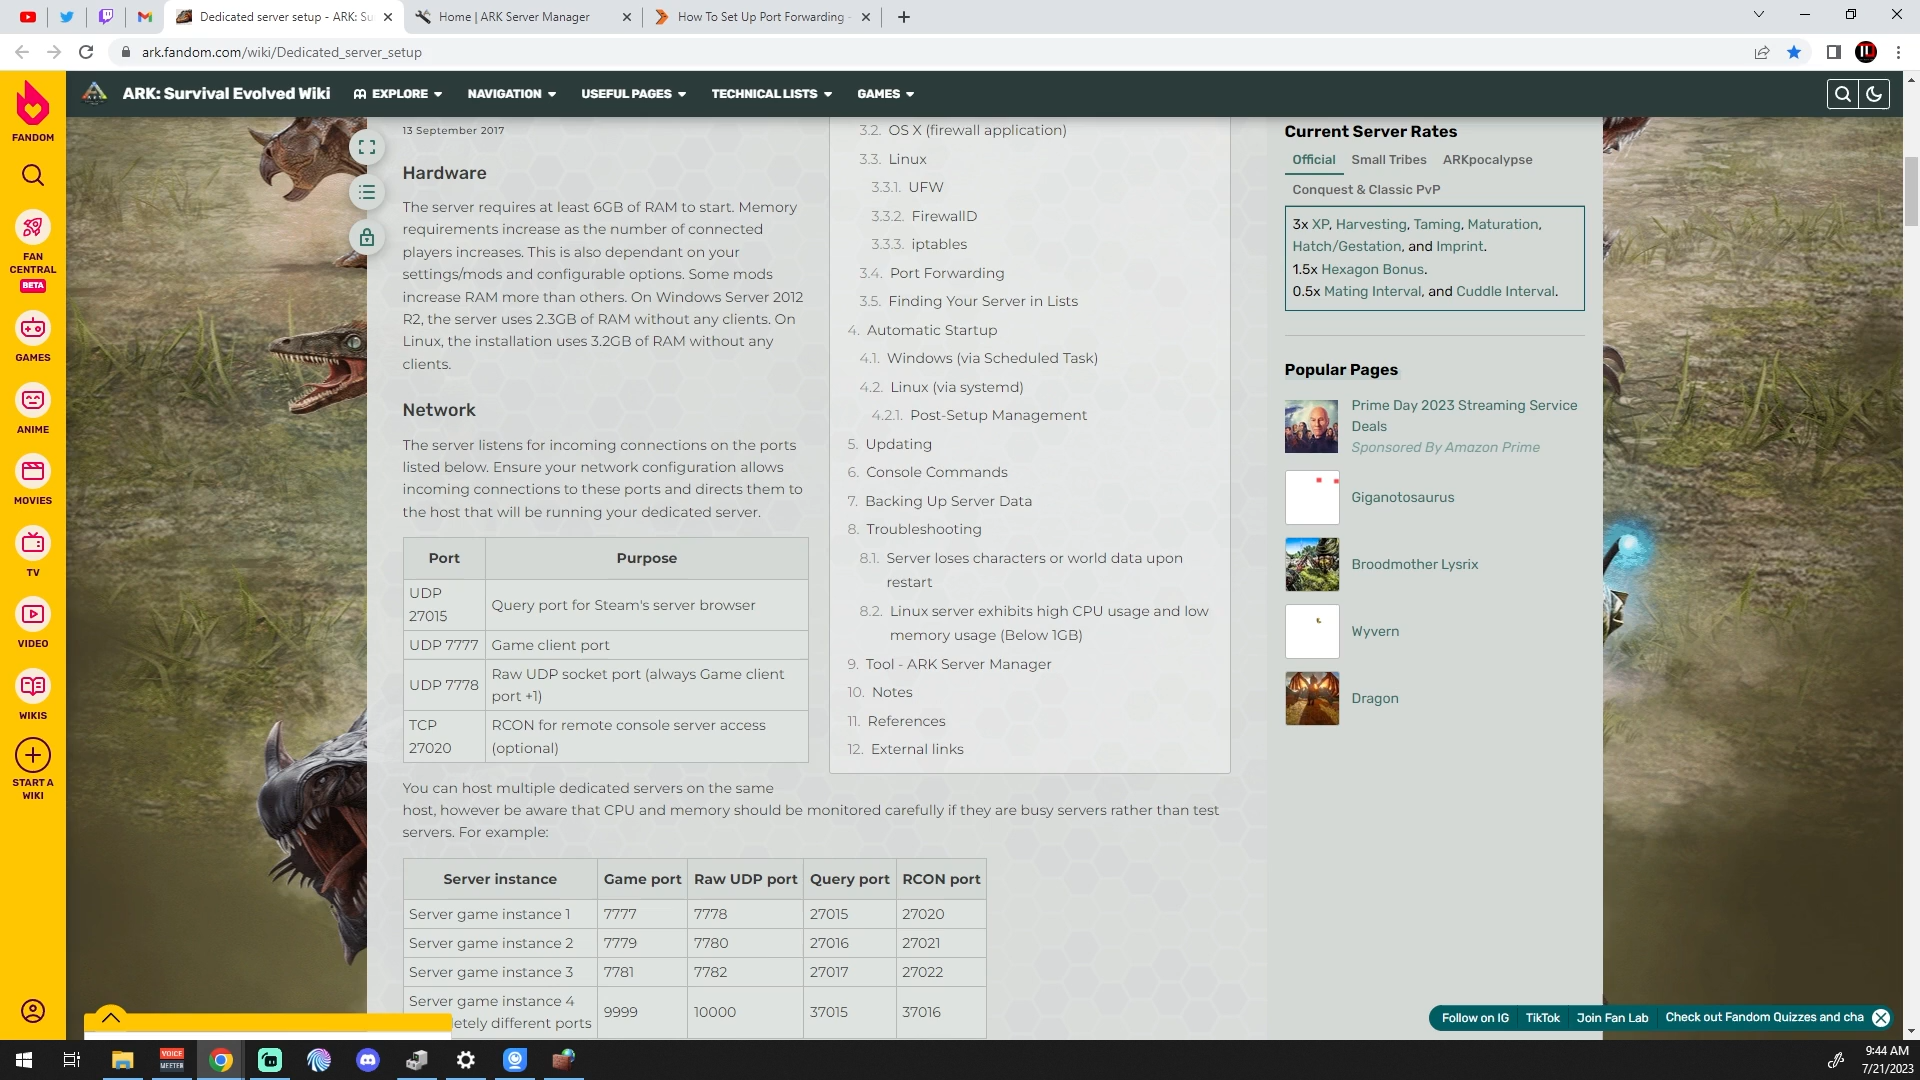 Dedicated server setup - ARK: Su
Home | ARK Server Manager
How To Set Up Port Forwarding -
ark.fandom.com/wiki/Dedicated_server_setup
FANDOM
FAN
CENTRAL
BETA
GAMES
ANIME
MOVIES
TV
VIDEO
WIKIS
START A
WIKI
ARK: Survival Evolved Wiki
EXPLORE
NAVIGATION
USEFUL PAGES
TECHNICAL LISTS
GAMES
13 September 2017
Hardware
The server requires at least 6GB of RAM to start. Memory
requirements increase as the number of connected
players increases. This is also dependant on your
settings/mods and configurable options. Some mods
increase RAM more than others. On Windows Server 2012
R2, the server uses 2.3GB of RAM without any clients. On
Linux, the installation uses 3.2GB of RAM without any
clients.
Network
The server listens for incoming connections on the ports
listed below. Ensure your network configuration allows
incoming connections to these ports and directs them to
the host that will be running your dedicated server.
Port Purpose
UDP
27015
Query port for Steam's server browser
UDP 7777 Game client port
UDP 7778
Raw UDP socket port (always Game client
port +1)
TCP
27020
RCON for remote console server access
(optional)
3.2. OS X (firewall application)
3.3. Linux
3.3.1. UFW
3.3.2. FirewallD
3.3.3. iptables
3.4. Port Forwarding
3.5. Finding Your Server in Lists
4. Automatic Startup
4.1. Windows (via Scheduled Task)
4.2. Linux (via systemd)
4.2.1. Post-Setup Management
5. Updating
6. Console Commands
7. Backing Up Server Data
8. Troubleshooting
8.1. Server loses characters or world data upon
restart
8.2. Linux server exhibits high CPU usage and low
memory usage (Below 1GB)
9. Tool - ARK Server Manager
10. Notes
11. References
12. External links
You can host multiple dedicated servers on the same
host, however be aware that CPU and memory should be monitored carefully if they are busy servers rather than test
servers. For example:
Server instance Game port Raw UDP port Query port RCON port
Server game instance 1 7777 7778 27015 27020
Server game instance 2 7779 7780 27016 27021
Server game instance 3 7781 7782 27017 27022
Server game instance 4
etely different ports
9999 10000 37015 37016
Current Server Rates
Official Small Tribes ARKpocalypse
Conquest & Classic PvP
3x XP, Harvesting, Taming, Maturation,
Hatch/Gestation, and Imprint.
1.5x Hexagon Bonus.
0.5x Mating Interval, and Cuddle Interval.
Popular Pages
Prime Day 2023 Streaming Service
Deals
Sponsored By Amazon Prime
Giganotosaurus
Broodmother Lysrix
Wyvern
Dragon
Follow on IG TikTok Join Fan Lab Check out Fandom Quizzes and cha
VOICE
MEETER
9:44 AM
7/21/2023